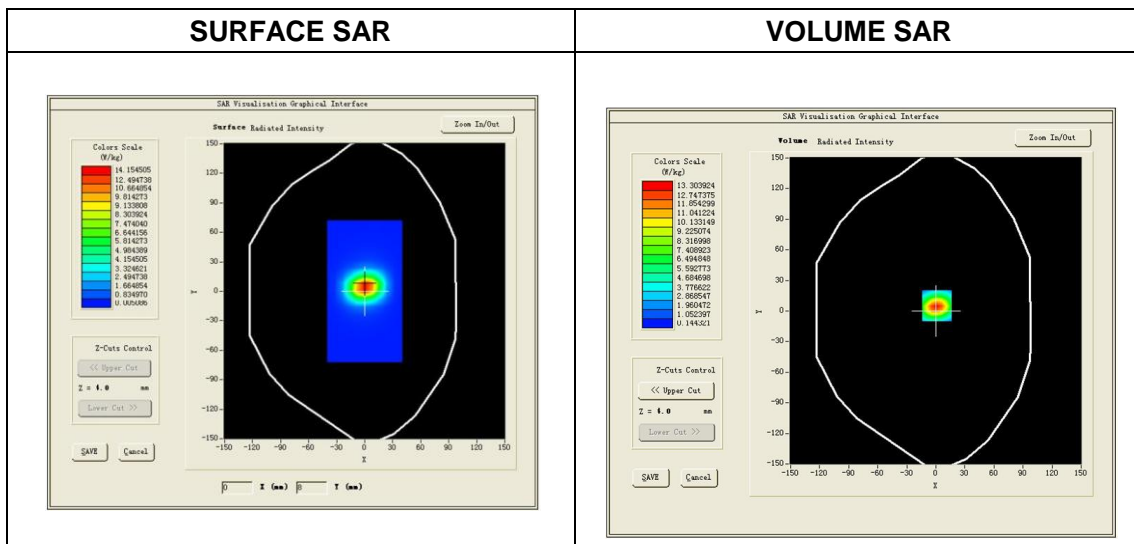 SURFACE SAR
VOLUME SAR
SAR Visualisation Graphical Interface
Surface Radiated Intensity
Zoom In/Out
Colors Scale
(W/kg)
14.154505
12.494738
10.664854
9.814273
9.133808
8.303924
7.474040
6.644156
5.814273
4.984389
4.154505
3.324621
2.494738
1.664854
0.834970
0.005086
150
120
90
60
30
0
-30
-60
-90
-120
-150
Y
-150 -120 -90 -60 -30 0 30 60 90 120 150
X
Z-Cuts Control
<< Upper Cut
Z = 4.0 mm
Lower Cut >>
SAVE Cancel
0 X (mm) 8 Y (mm)
SAR Visualisation Graphical Interface
Volume Radiated Intensity
Zoom In/Out
Colors Scale
(W/kg)
13.303924
12.747375
11.854299
11.041224
10.133149
9.225074
8.316998
7.408923
6.494848
5.592773
4.684698
3.776622
2.868547
1.960472
1.052397
0.144321
150
120
90
60
30
0
-30
-60
-90
-120
-150
Y
-150 -120 -90 -60 -30 0 30 60 90 120 150
X
Z-Cuts Control
<< Upper Cut
Z = 4.0 mm
Lower Cut >>
SAVE Cancel